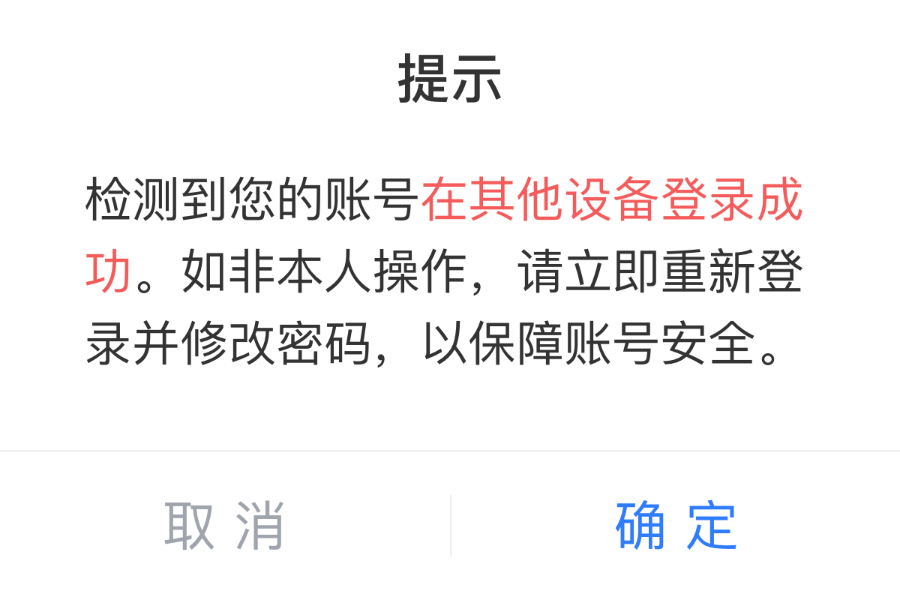 提示
检测到您的账号在其他设备登录成
功。如非本人操作，请立即重新登
录并修改密码，以保障账号安全。
取消
确定